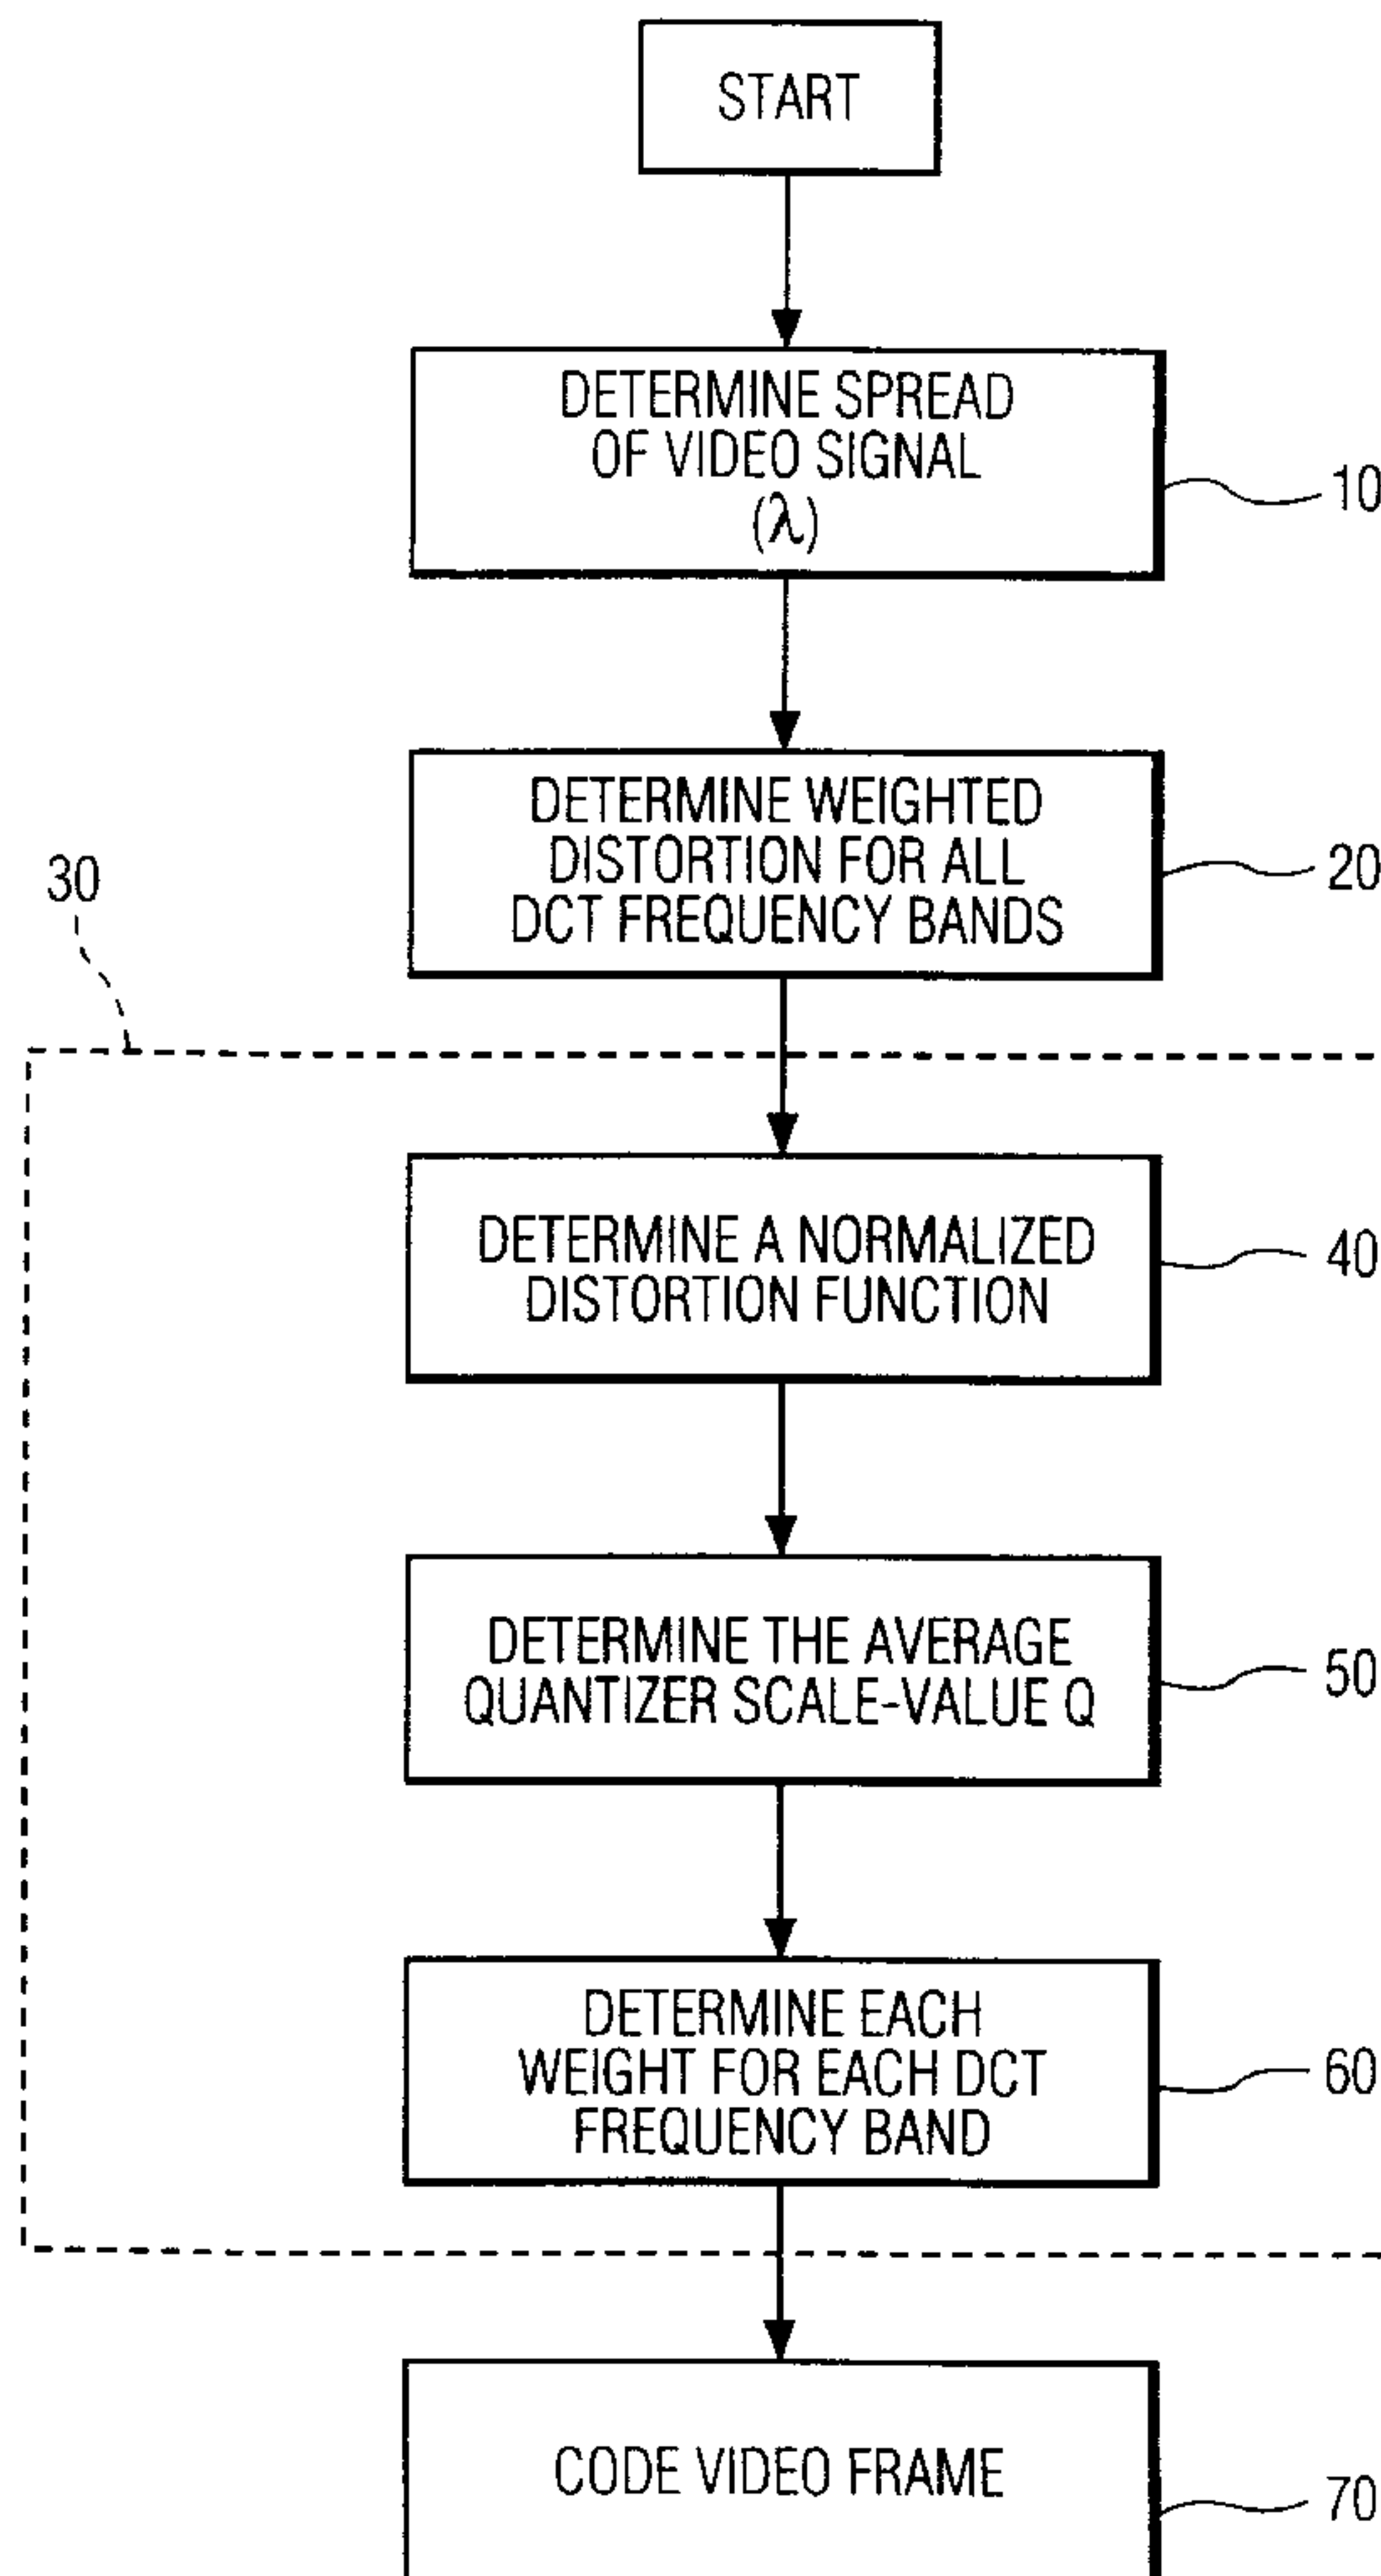 START
DETERMINE SPREAD
OF VIDEO SIGNAL
(λ)
10
DETERMINE WEIGHTED
DISTORTION FOR ALL
DCT FREQUENCY BANDS
20
30
DETERMINE A NORMALIZED
DISTORTION FUNCTION
40
DETERMINE THE AVERAGE
QUANTIZER SCALE-VALUE Q
50
DETERMINE EACH
WEIGHT FOR EACH DCT
FREQUENCY BAND
60
CODE VIDEO FRAME
70